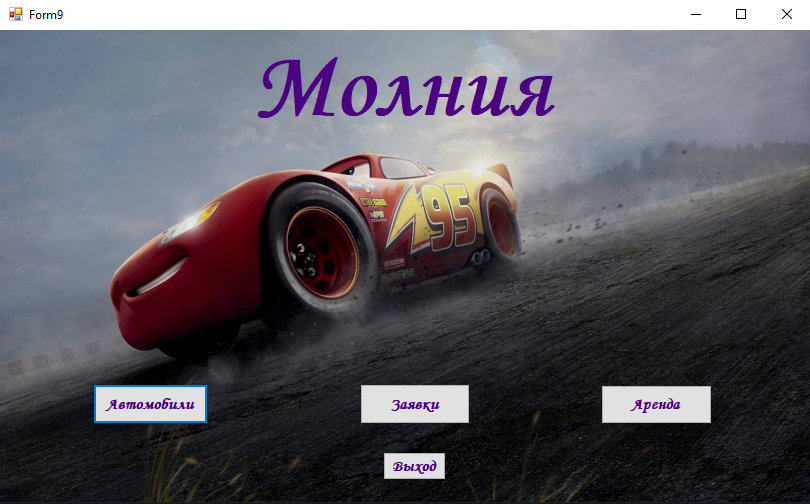 Form9
Молния
95
Автомобили
Заявки
Аренда
Выход